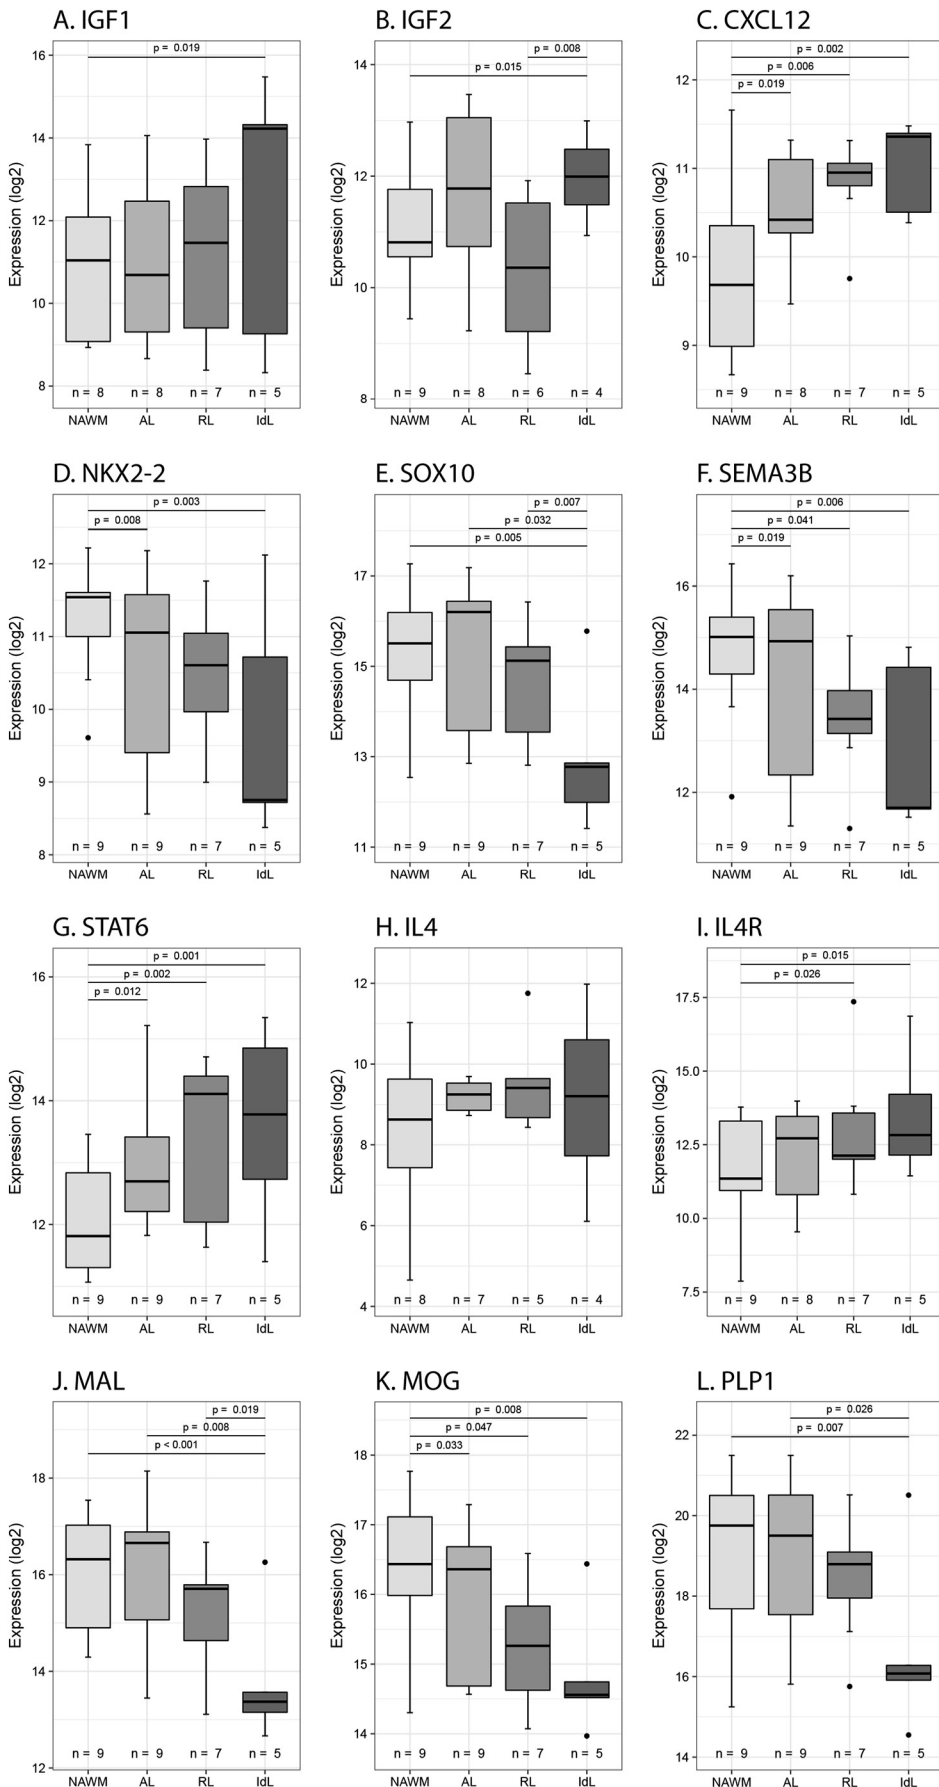 A. IGF1
B. IGF2
C. CXCL12
p = 0.019
16
14
12
10
8
Expression (log2)
n = 8 n = 8 n = 7 n = 5
NAWM AL RL IdL
p = 0.008
p = 0.015
14
12
10
8
Expression (log2)
n = 9 n = 8 n = 6 n = 4
NAWM AL RL IdL
p = 0.002
p = 0.006
p = 0.019
12
11
10
9
Expression (log2)
n = 9 n = 8 n = 7 n = 5
NAWM AL RL IdL
D. NKX2-2
E. SOX10
F. SEMA3B
p = 0.003
p = 0.008
12
11
10
9
8
Expression (log2)
n = 9 n = 9 n = 7 n = 5
NAWM AL RL IdL
p = 0.007
p = 0.032
p = 0.005
17
15
13
11
Expression (log2)
n = 9 n = 9 n = 7 n = 5
NAWM AL RL IdL
p = 0.006
p = 0.041
p = 0.019
16
14
12
Expression (log2)
n = 9 n = 9 n = 7 n = 5
NAWM AL RL IdL
G. STAT6
H. IL4
I. IL4R
p = 0.001
p = 0.002
p = 0.012
16
14
12
Expression (log2)
n = 9 n = 9 n = 7 n = 5
NAWM AL RL IdL
12
10
8
6
4
Expression (log2)
n = 8 n = 7 n = 5 n = 4
NAWM AL RL IdL
p = 0.015
p = 0.026
17.5
15.0
12.5
10.0
7.5
Expression (log2)
n = 9 n = 8 n = 7 n = 5
NAWM AL RL IdL
J. MAL
K. MOG
L. PLP1
p = 0.019
p = 0.008
p <0.001
18
16
14
12
Expression (log2)
n = 9 n = 9 n = 7 n = 5
NAWM AL RL IdL
p = 0.008
p = 0.047
p = 0.033
18
17
16
15
14
Expression (log2)
n = 9 n = 9 n = 7 n = 5
NAWM AL RL IdL
p = 0.026
p = 0.007
22
20
18
16
14
Expression (log2)
n = 9 n = 9 n = 7 n = 5
NAWM AL RL IdL